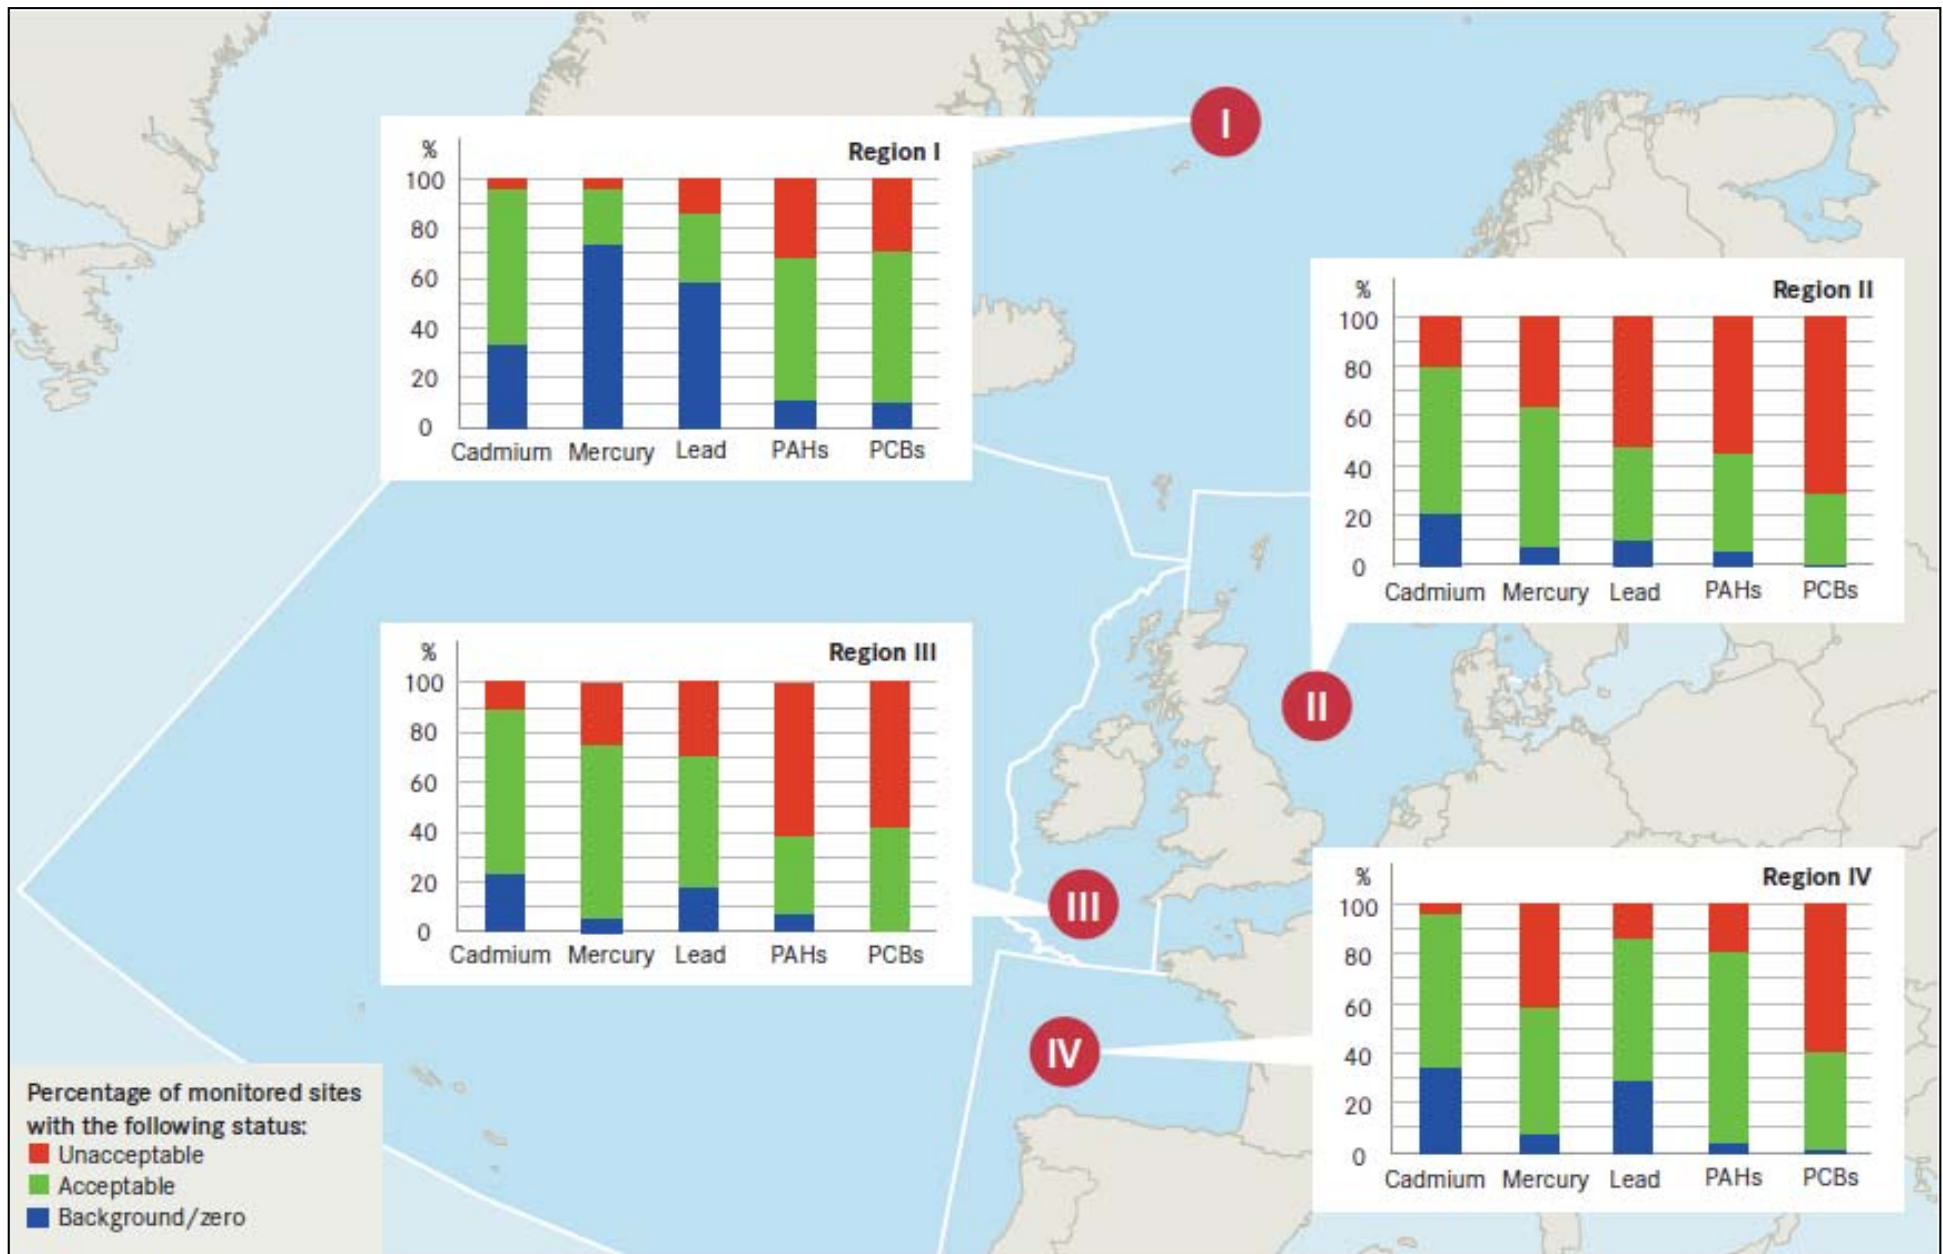 I
%
Region I
100
80
60
40
20
0
Cadmium Mercury Lead PAHs PCBs
%
Region II
100
80
60
40
20
0
Cadmium Mercury Lead PAHs PCBs
%
Region III
100
80
60
40
20
0
Cadmium Mercury Lead PAHs PCBs
II
III
%
Region IV
100
80
60
40
20
0
Cadmium Mercury Lead PAHs PCBs
IV
Percentage of monitored sites
with the following status:
Unacceptable
Acceptable
Background/zero